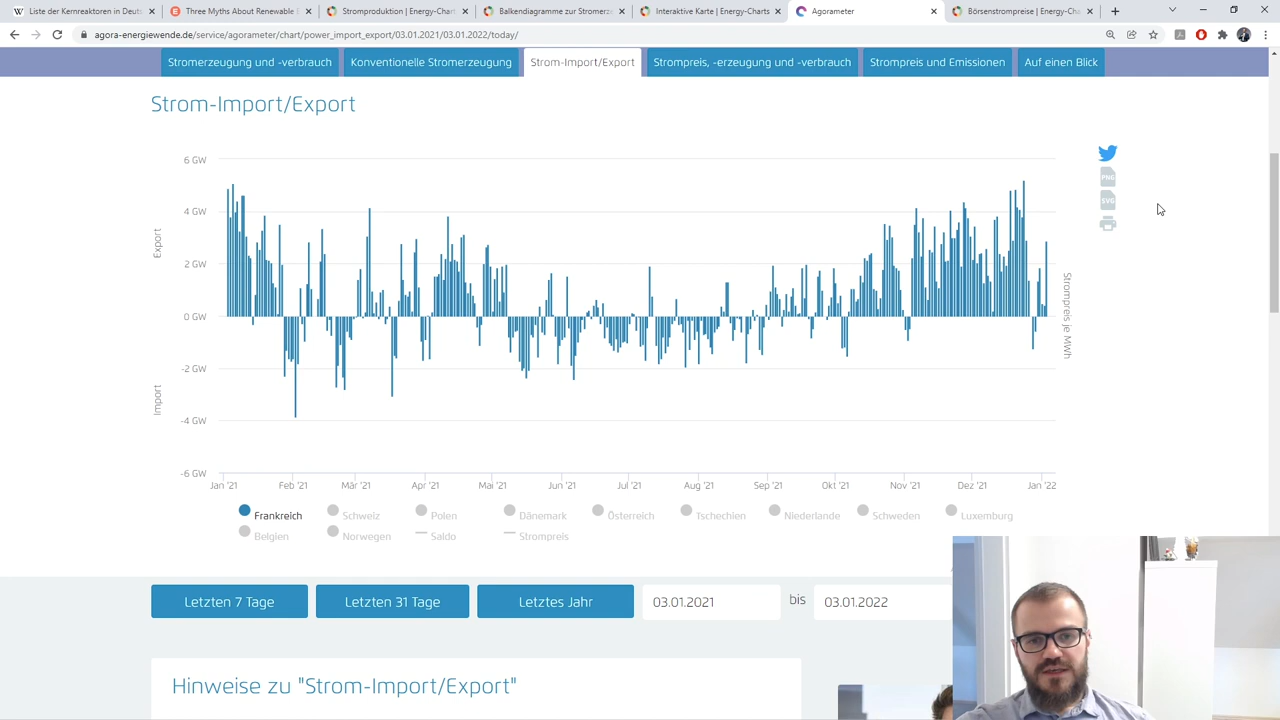 Liste der Kernreaktoren in Deuts
Three Myths About Renewable E
Stromproduktion | Energy-Chart
Balkendiagramme zur Stromerz
Interaktive Karte | Energy-Charts
Agorameter
Börsenstrompreise | Energy-Cha
agora-energiewende.de/service/agorameter/chart/power_import_export/03.01.2021/03.01.2022/today/
Stromerzeugung und -verbrauch
Konventionelle Stromerzeugung
Strom-Import/Export
Strompreis, -erzeugung und -verbrauch
Strompreis und Emissionen
Auf einen Blick
Strom-Import/Export
6 GW
4 GW
2 GW
0 GW
-2 GW
-4 GW
-6 GW
Export
Import
Strompreis je MWh
PNG
SVG
Jan '21 Feb '21 Mär '21 Apr '21 Mai '21 Jun '21 Jul '21 Aug '21 Sep '21 Okt '21 Nov '21 Dez '21 Jan '22
Frankreich Schweiz Polen Dänemark Österreich Tschechien Niederlande Schweden Luxemburg
Belgien Norwegen Saldo Strompreis
Letzten 7 Tage Letzten 31 Tage Letztes Jahr 03.01.2021 bis 03.01.2022
Hinweise zu "Strom-Import/Export"